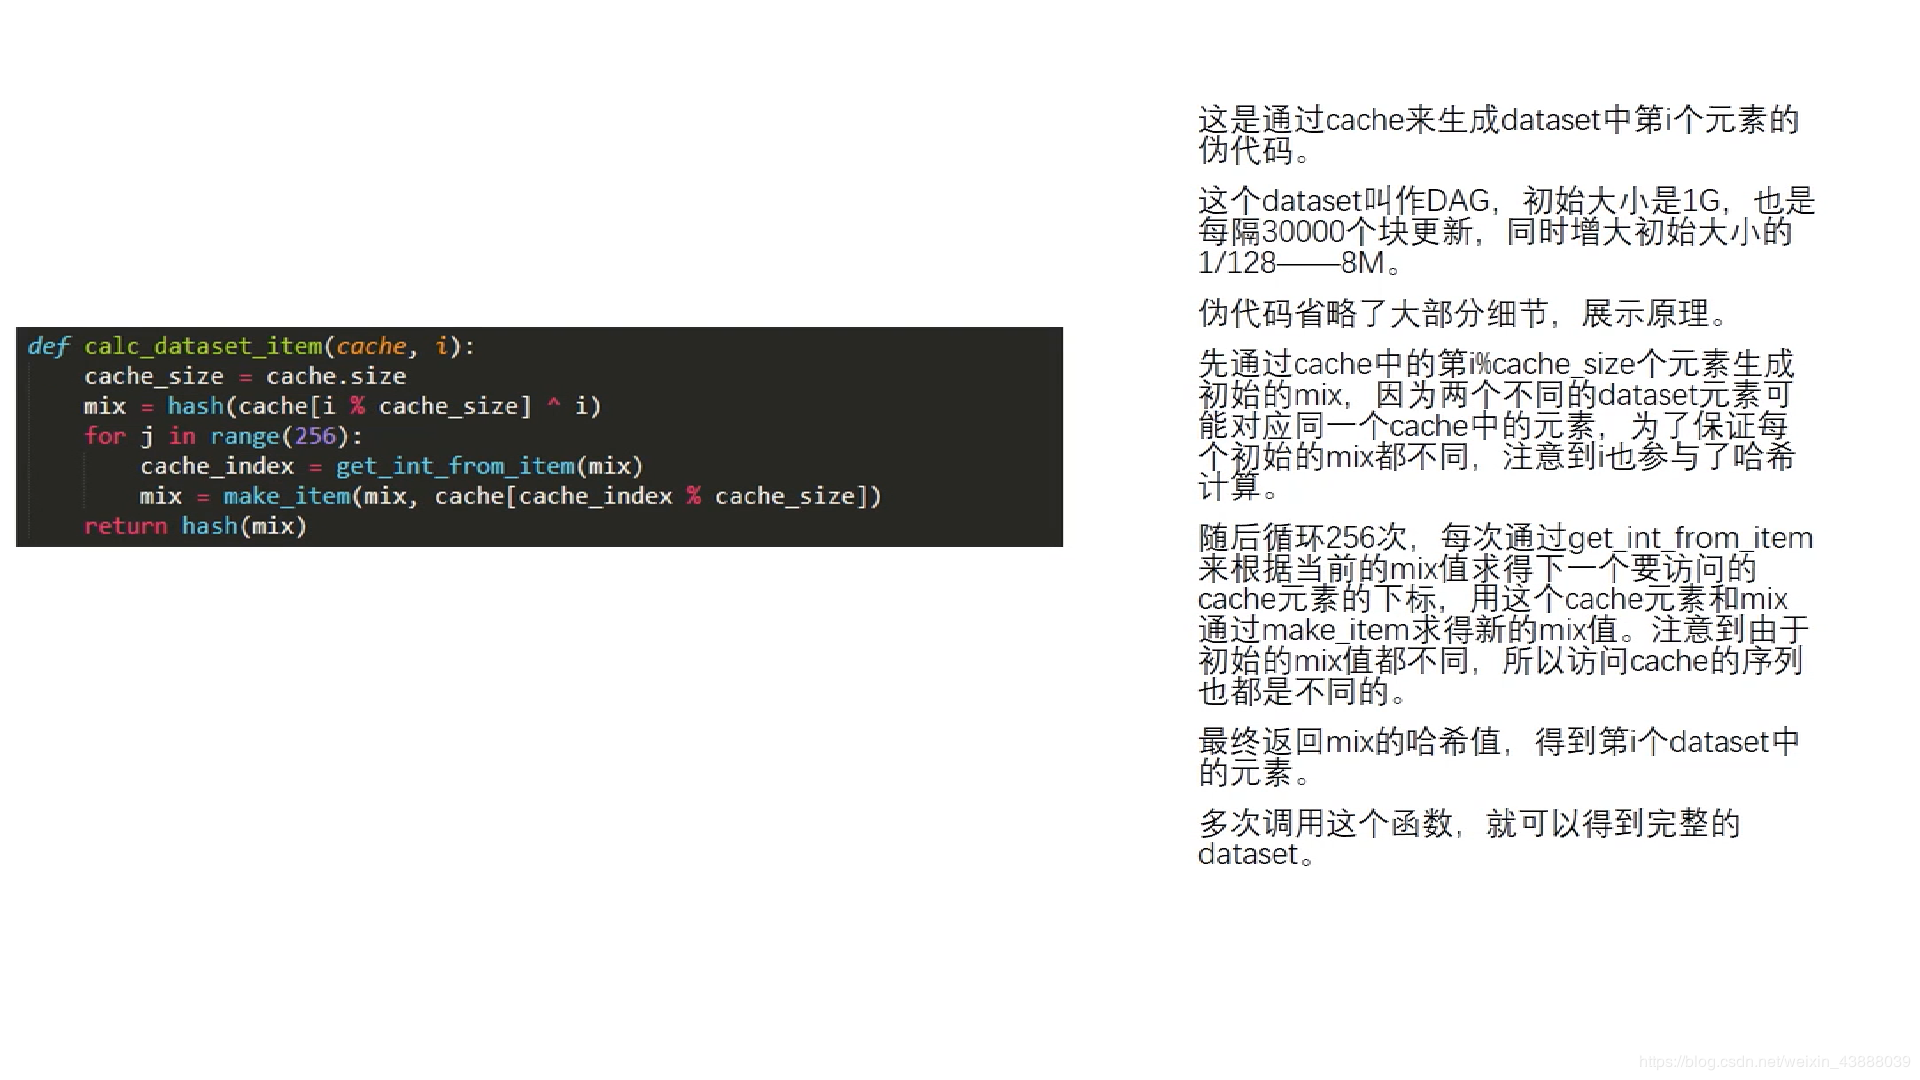 def calc_dataset_item(cache, i):
    cache_size = cache.size
    mix = hash(cache[i % cache_size] ^ i)
    for j in range(256):
        cache_index = get_int_from_item(mix)
        mix = make_item(mix, cache[cache_index % cache_size])
    return hash(mix)
这是通过cache来生成dataset中第i个元素的
伪代码。
这个dataset叫作DAG，初始大小是1G，也是
每隔30000个块更新，同时增大初始大小的
1/128——8M。
伪代码省略了大部分细节，展示原理。
先通过cache中的第i%cache_size个元素生成
初始的mix，因为两个不同的dataset元素可
能对应同一个cache中的元素，为了保证每
个初始的mix都不同，注意到i也参与了哈希
计算。
随后循环256次，每次通过get_int_from_item
来根据当前的mix值求得下一个要访问的
cache元素的下标，用这个cache元素和mix
通过make_item求得新的mix值。注意到由于
初始的mix值都不同，所以访问cache的序列
也都是不同的。
最终返回mix的哈希值，得到第i个dataset中
的元素。
多次调用这个函数，就可以得到完整的
dataset。
https://blog.csdn.net/weixin_43888039